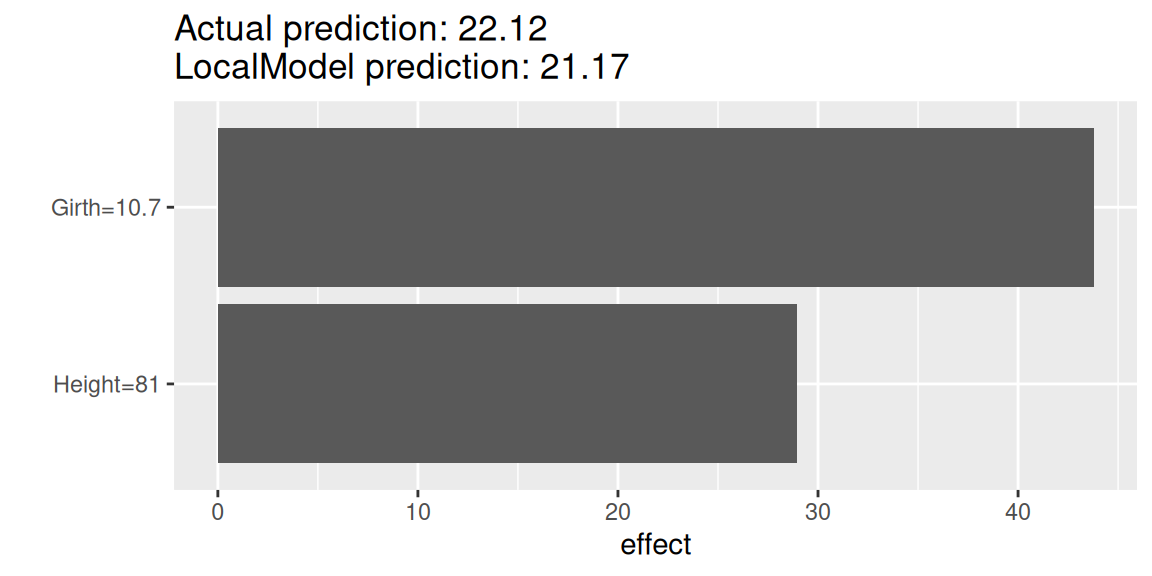 Actual prediction: 22.12
LocalModel prediction: 21.17
Girth=10.7
Height=81
0 10 20 30 40
effect